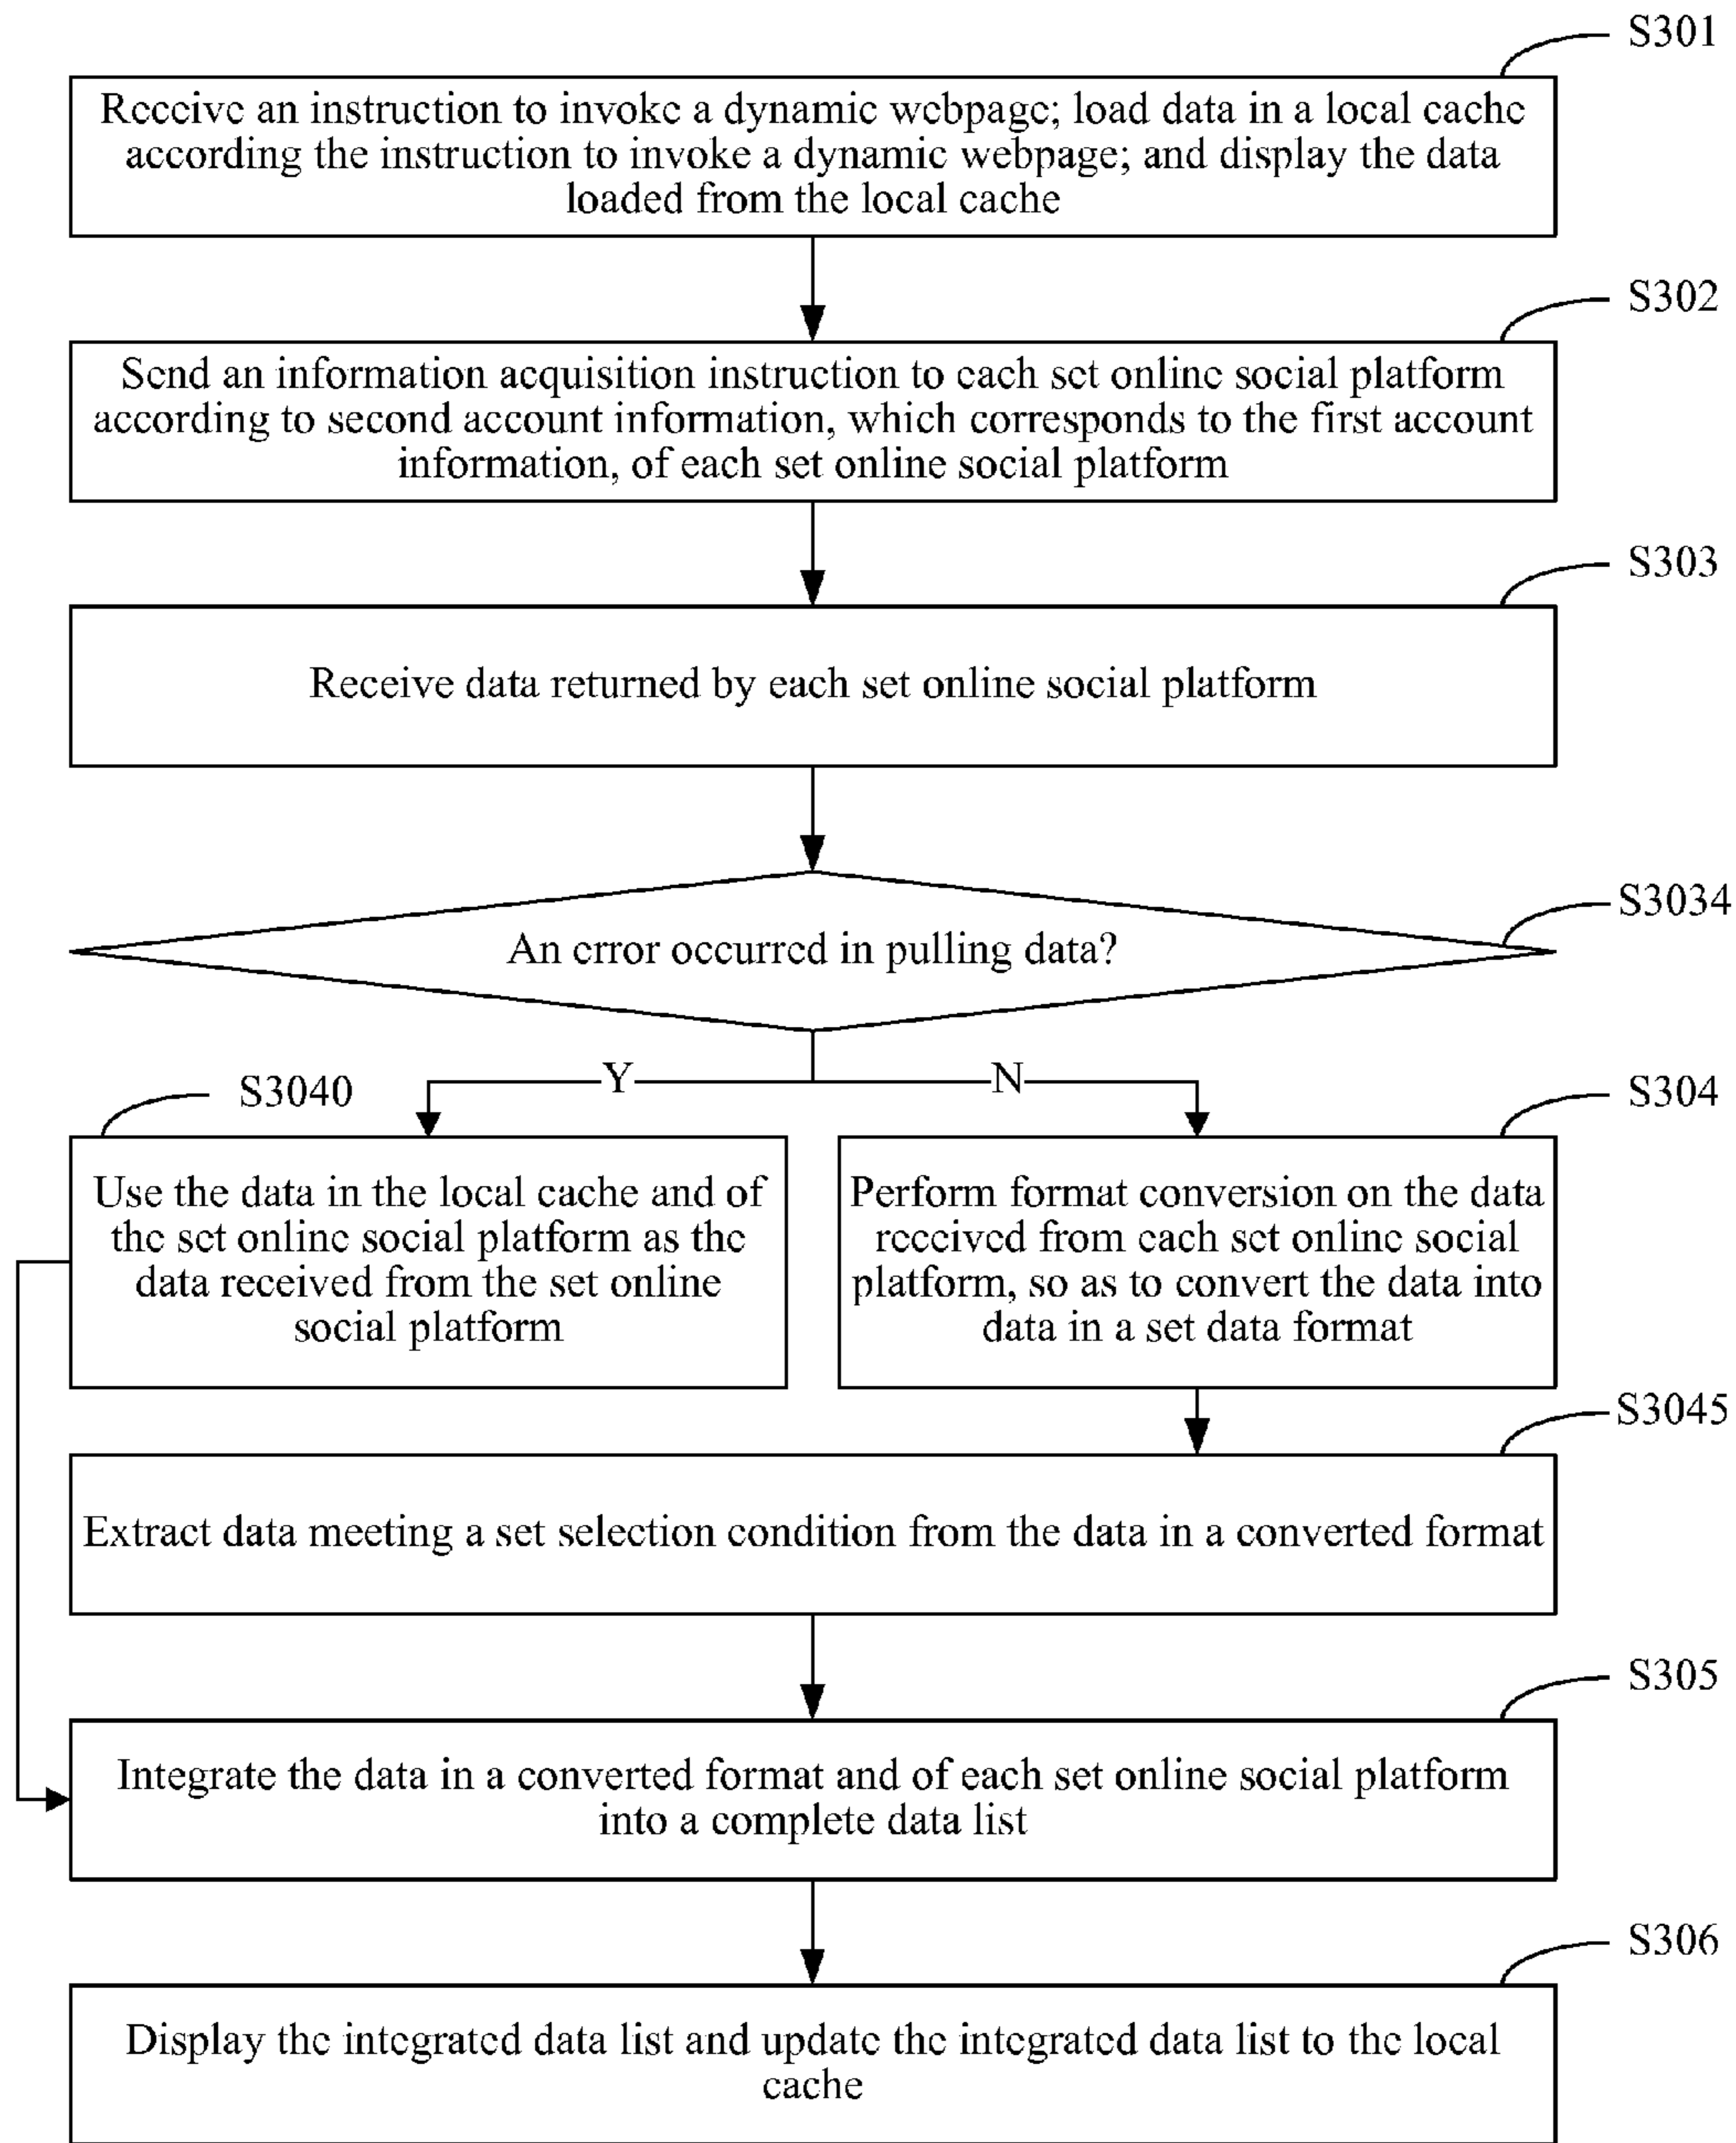 S301
Receive an instruction to invoke a dynamic webpage; load data in a local cache
according the instruction to invoke a dynamic webpage; and display the data
loaded from the local cache
S302
Send an information acquisition instruction to each set online social platform
according to second account information, which corresponds to the first account
information, of each set online social platform
S303
Receive data returned by each set online social platform
S3034
An error occurred in pulling data?
Y
N
S3040
Use the data in the local cache and of
the set online social platform as the
data received from the set online
social platform
S304
Perform format conversion on the data
received from each set online social
platform, so as to convert the data into
data in a set data format
S3045
Extract data meeting a set selection condition from the data in a converted format
S305
Integrate the data in a converted format and of each set online social platform
into a complete data list
S306
Display the integrated data list and update the integrated data list to the local
cache